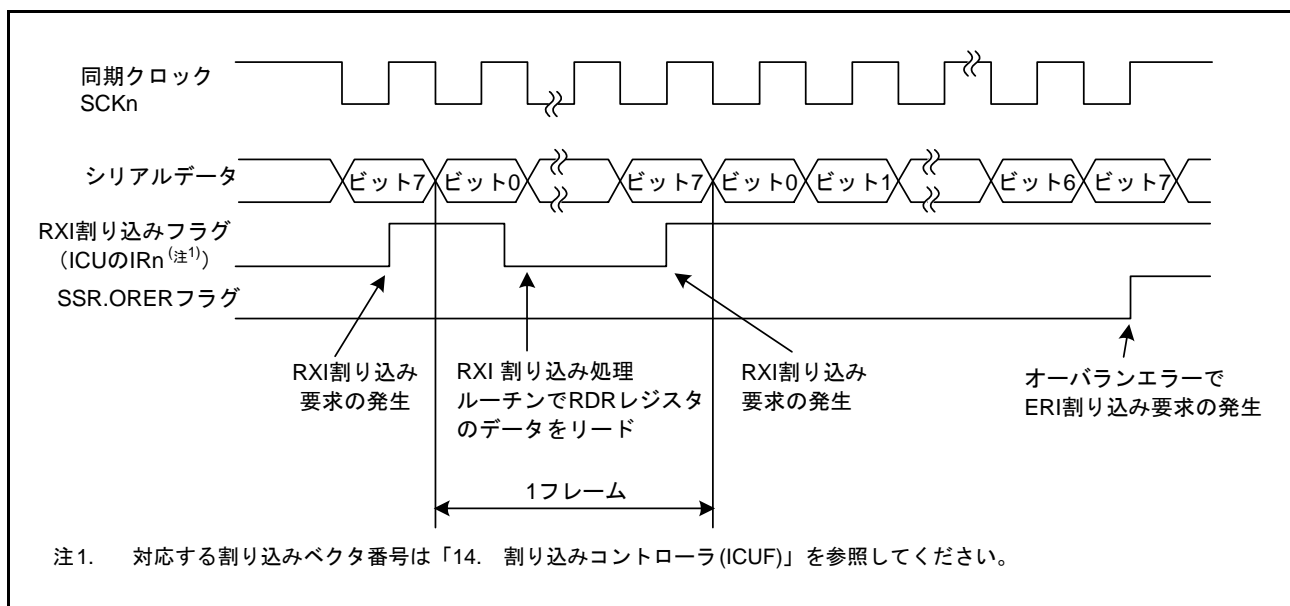 同期クロック
SCKn
シリアルデータ
ビット7
ビット0
ビット7
ビット0
ビット1
ビット6
ビット7
RXI割り込みフラグ
(ICUのIRn(注1))
SSR.ORERフラグ
RXI割り込み
要求の発生
RXI 割り込み処理
ルーチンでRDRレジスタ
のデータをリード
RXI割り込み
要求の発生
オーバランエラーで
ERI割り込み要求の発生
1フレーム
注1. 対応する割り込みベクタ番号は「14. 割り込みコントローラ(ICUF)」を参照してください。